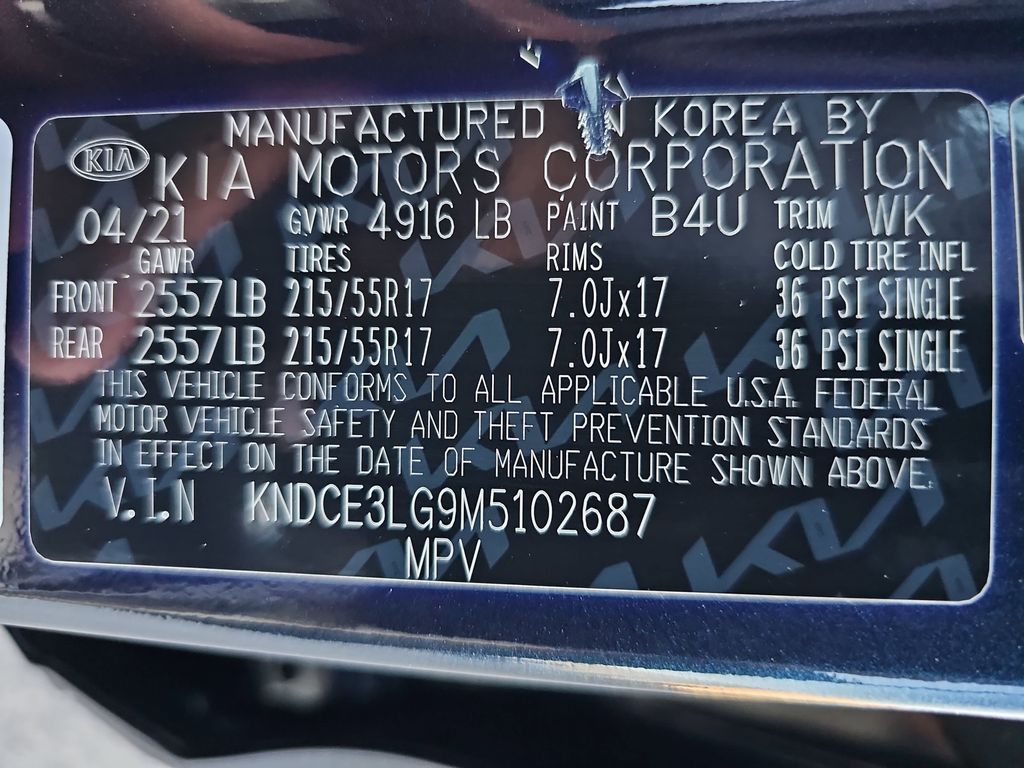 MANUFACTURED IN KOREA BY
KIA KIA MOTORS CORPORATION
04/21 GVWR 4916 LB PAINT B4U TRIM WK
GAWR TIRES RIMS COLD TIRE INFL
FRONT 2557LB 215/55R17 7.0Jx17 36 PSI SINGLE
REAR 2557LB 215/55R17 7.0Jx17 36 PSI SINGLE
THIS VEHICLE CONFORMS TO ALL APPLICABLE U.S.A. FEDERAL
MOTOR VEHICLE SAFETY AND THEFT PREVENTION STANDARDS
IN EFFECT ON THE DATE OF MANUFACTURE SHOWN ABOVE.
V.I.N KNDCE3LG9M5102687
MPV